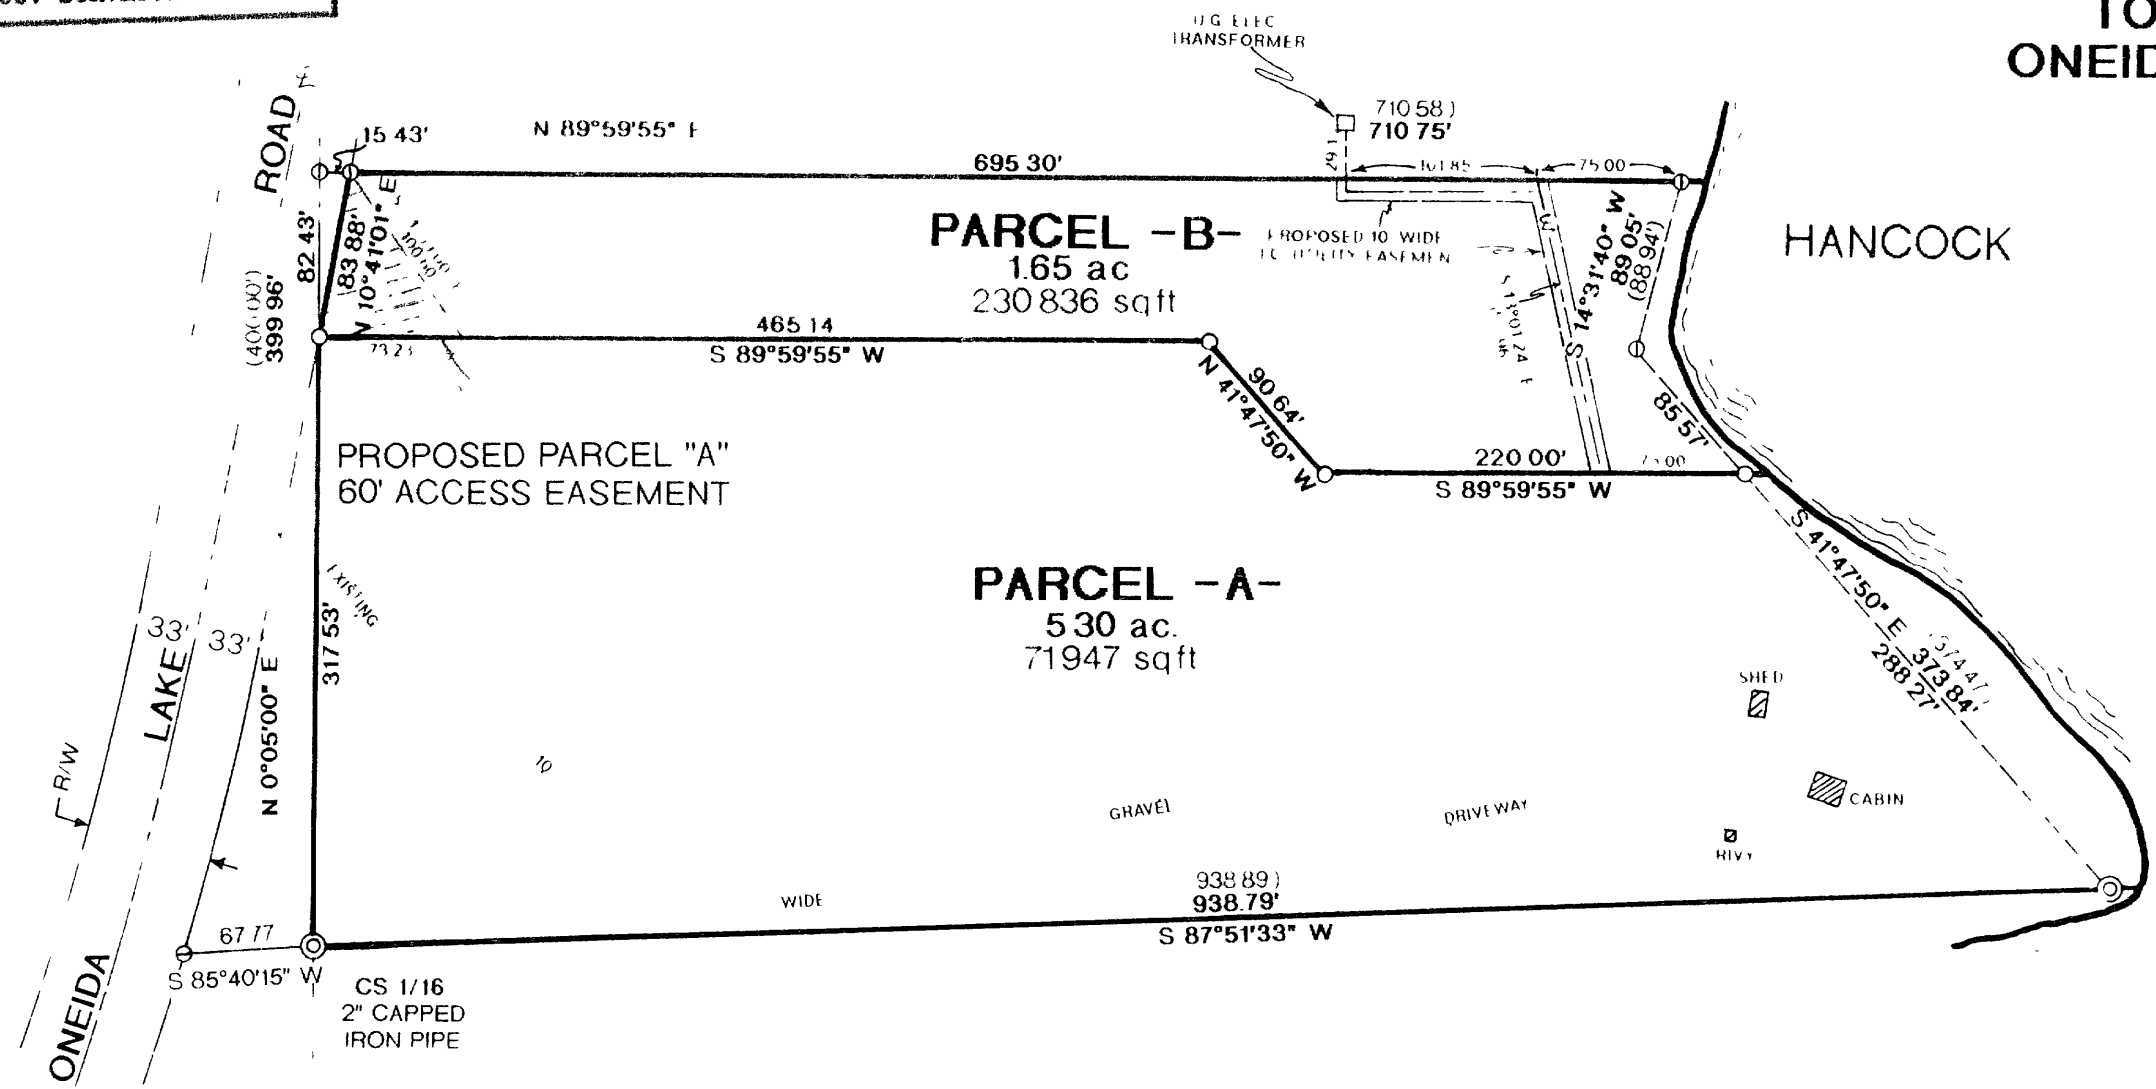 TO
ONEID
TRANSFORMER
ROAD
15 43'
N 89°59'55" E
695 30'
710 58 )
710 75'
101.85
75 00
82 43'
83 88'
N 10°41'01" E
(400 00')
399 96'
73 23
PARCEL -B-
1.65 ac
230 836 sq ft
PROPOSED 10 WIDE
S 14°31'40" W
89 05'
(88 94')
HANCOCK
465 14
S 89°59'55" W
90 64'
N 41°47'50" W
85 57'
220 00'
S 89°59'55" W
PROPOSED PARCEL "A"
60' ACCESS EASEMENT
PARCEL -A-
5 30 ac.
71947 sq ft
EXISTING
317 53'
N 0°05'00" E
33'
33'
LAKE
R/W
S 41°47'50" E
373 84'
288 27'
SHED
CABIN
GRAVEL
DRIVEWAY
WIDE
938 89 )
938.79'
S 87°51'33" W
67 77
S 85°40'15" W
ONEIDA
CS 1/16
2" CAPPED
IRON PIPE